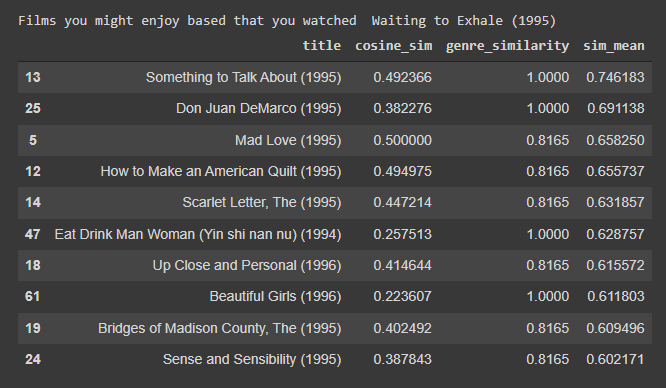 Films you might enjoy based that you watched  Waiting to Exhale (1995)
title cosine_sim genre_similarity sim_mean
13 Something to Talk About (1995) 0.492366 1.0000 0.746183
25 Don Juan DeMarco (1995) 0.382276 1.0000 0.691138
5 Mad Love (1995) 0.500000 0.8165 0.658250
12 How to Make an American Quilt (1995) 0.494975 0.8165 0.655737
14 Scarlet Letter, The (1995) 0.447214 0.8165 0.631857
47 Eat Drink Man Woman (Yin shi nan nu) (1994) 0.257513 1.0000 0.628757
18 Up Close and Personal (1996) 0.414644 0.8165 0.615572
61 Beautiful Girls (1996) 0.223607 1.0000 0.611803
19 Bridges of Madison County, The (1995) 0.402492 0.8165 0.609496
24 Sense and Sensibility (1995) 0.387843 0.8165 0.602171